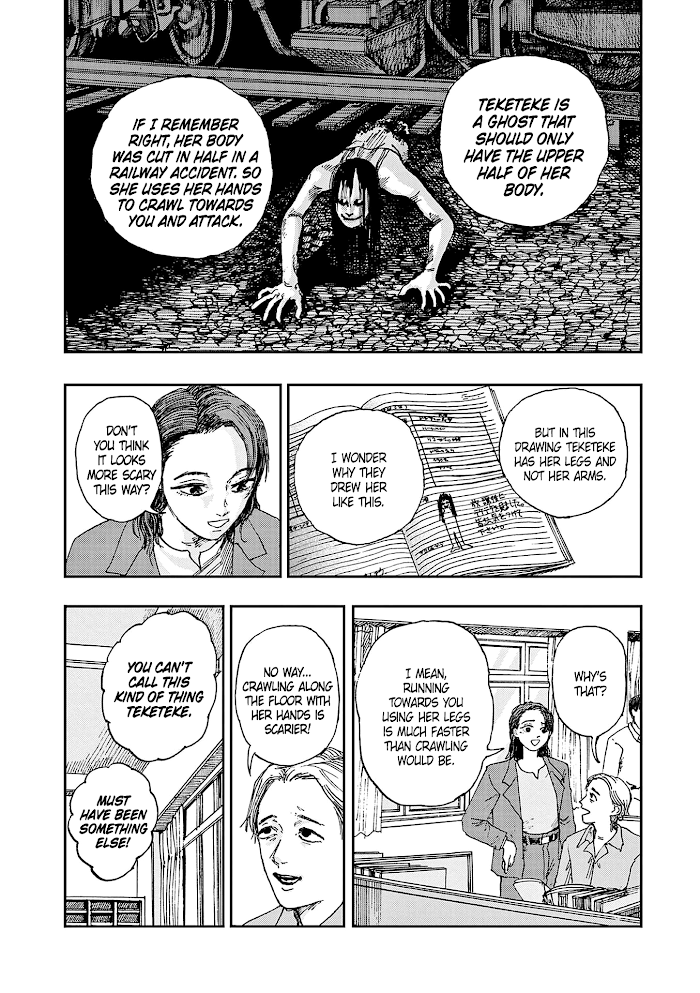 TEKETEKE IS
A GHOST THAT
SHOULD ONLY
HAVE THE UPPER
HALF OF HER
BODY.
IF I REMEMBER
RIGHT, HER BODY
WAS CUT IN HALF IN A
RAILWAY ACCIDENT. SO
SHE USES HER HANDS
TO CRAWL TOWARDS
YOU AND ATTACK.
BUT IN THIS
DRAWING TEKETEKE
HAS HER LEGS AND
NOT HER ARMS.
I WONDER
WHY THEY
DREW HER
LIKE THIS.
DON'T
YOU THINK
IT LOOKS
MORE SCARY
THIS WAY?
WHY'S
THAT?
I MEAN,
RUNNING
TOWARDS YOU
USING HER LEGS
IS MUCH FASTER
THAN CRAWLING
WOULD BE.
NO WAY...
CRAWLING ALONG
THE FLOOR WITH
HER HANDS IS
SCARIER!
YOU CAN'T
CALL THIS
KIND OF THING
TEKETEKE.
MUST
HAVE BEEN
SOMETHING
ELSE!